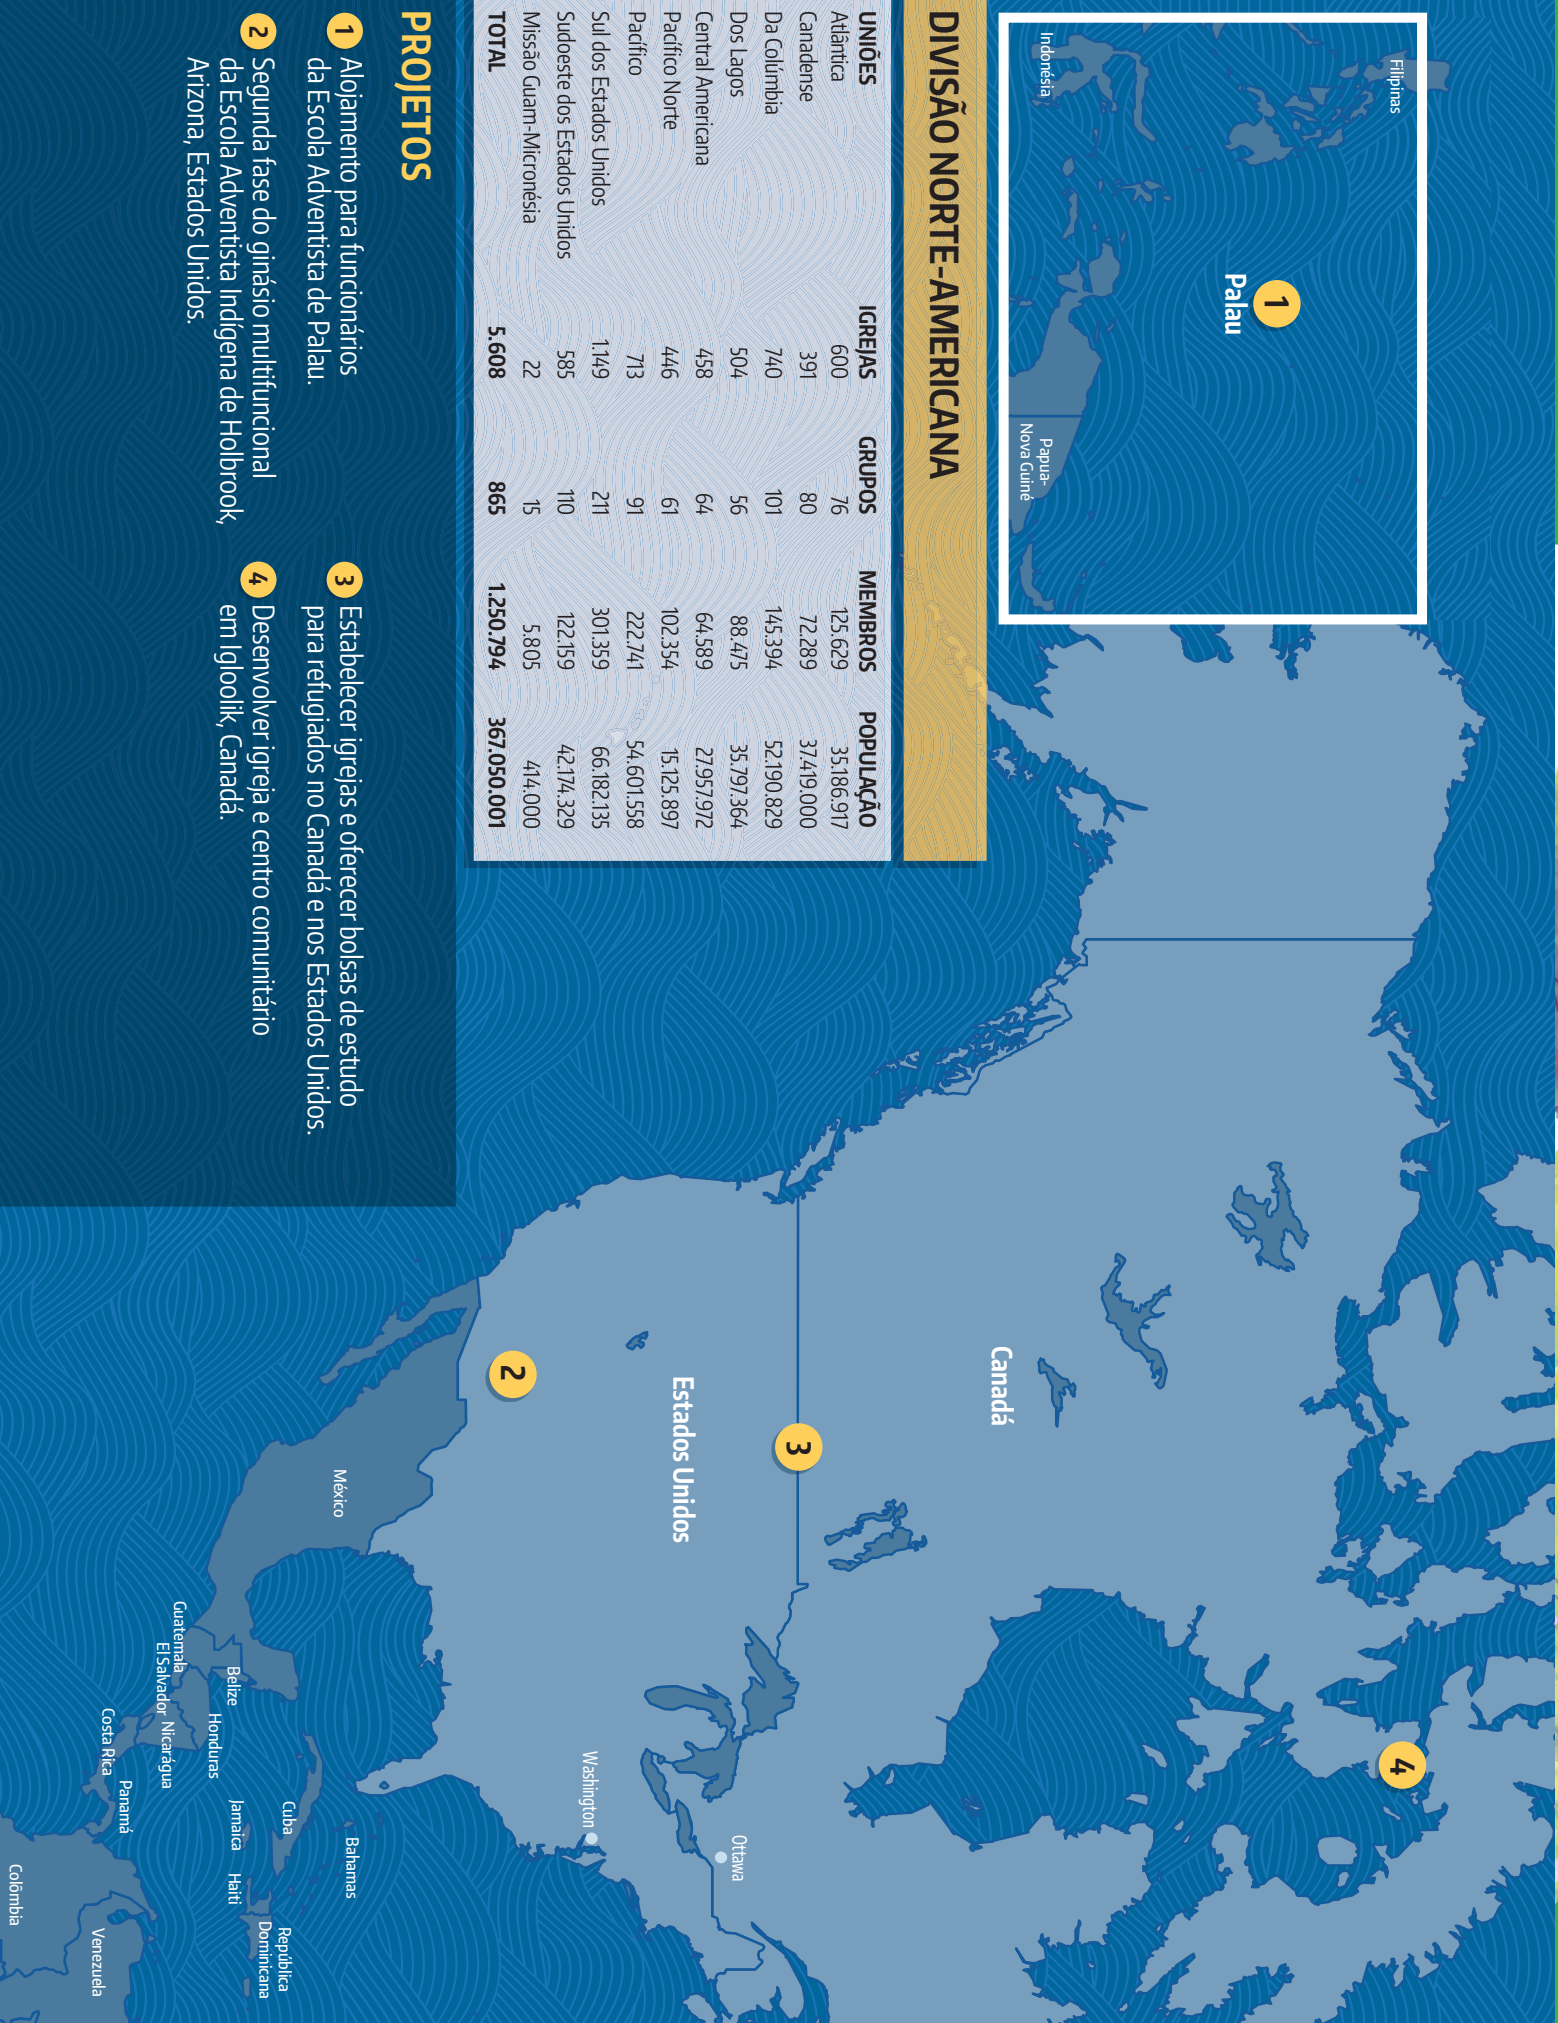 Filipinas
Indonésia
1
Palau
Papua-
Nova Guiné
DIVISÃO NORTE-AMERICANA
UNIÕES IGREJAS GRUPOS MEMBROS POPULAÇÃO
Atlântica 600 76 125.629 35.186.917
Canadense 391 80 72.289 37.419.000
Da Colúmbia 740 101 145.394 52.190.829
Dos Lagos 504 56 88.475 35.797.364
Central Americana 458 64 64.589 27.957.972
Pacífico Norte 446 61 102.354 15.125.897
Pacífico 713 91 222.741 54.601.558
Sul dos Estados Unidos 1.149 211 301.359 66.182.135
Sudoeste dos Estados Unidos 585 110 122.159 42.174.329
Missão Guam-Micronésia 22 15 5.805 414.000
TOTAL 5.608 865 1.250.794 367.050.001
PROJETOS
1 Alojamento para funcionários
da Escola Adventista de Palau.
2 Segunda fase do ginásio multifuncional
da Escola Adventista Indígena de Holbrook,
Arizona, Estados Unidos.
3 Estabelecer igrejas e oferecer bolsas de estudo
para refugiados no Canadá e nos Estados Unidos.
4 Desenvolver igreja e centro comunitário
em Igloolik, Canadá.
4
Canadá
3
Ottawa
Estados Unidos
Washington
2
México
Bahamas
Cuba
República
Dominicana
Haiti
Jamaica
Belize
Honduras
Guatemala
El Salvador
Nicarágua
Costa Rica
Panamá
Venezuela
Colômbia